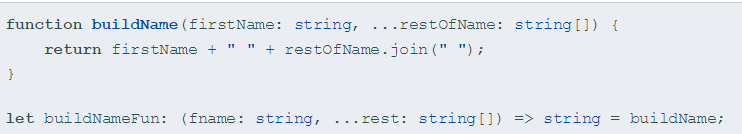 function buildName(firstName: string, ...restOfName: string[]) {
    return firstName + " " + restOfName.join(" ");
}
let buildNameFun: (fname: string, ...rest: string[]) => string = buildName;